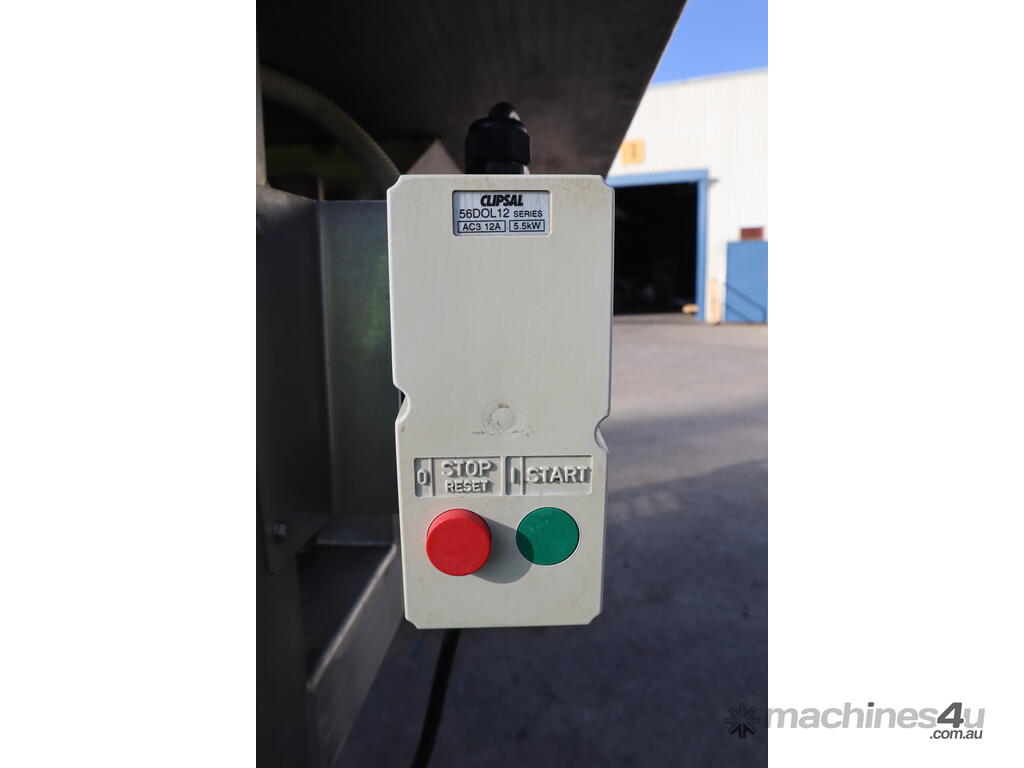 CLIPSAL
56DOL12 SERIES
AC3 12A 5.5kW
0 STOP RESET
I START
machines4u
.com.au